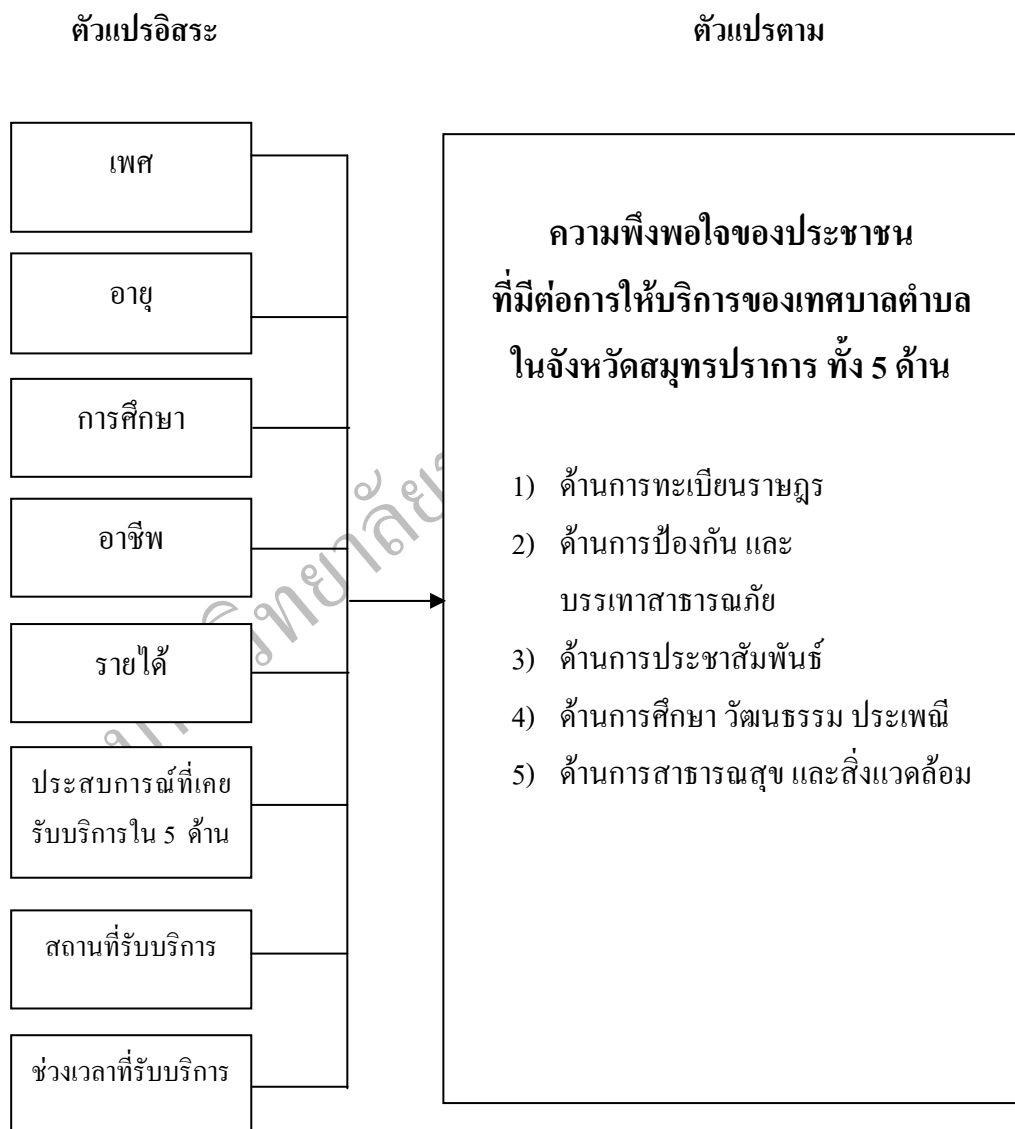 ตัวแปรอิสระ
ตัวแปรตาม
เพศ
อายุ
การศึกษา
อาชีพ
รายได้
ประสบการณ์ที่เคย
รับบริการใน 5 ด้าน
สถานที่รับบริการ
ช่วงเวลาที่รับบริการ
ความพึงพอใจของประชาชน
ที่มีต่อการให้บริการของเทศบาลตำบล
ในจังหวัดสมุทรปราการ ทั้ง 5 ด้าน
1) ด้านการทะเบียนราษฎร
2) ด้านการป้องกัน และ
บรรเทาสาธารณภัย
3) ด้านการประชาสัมพันธ์
4) ด้านการศึกษา วัฒนธรรม ประเพณี
5) ด้านการสาธารณสุข และสิ่งแวดล้อม